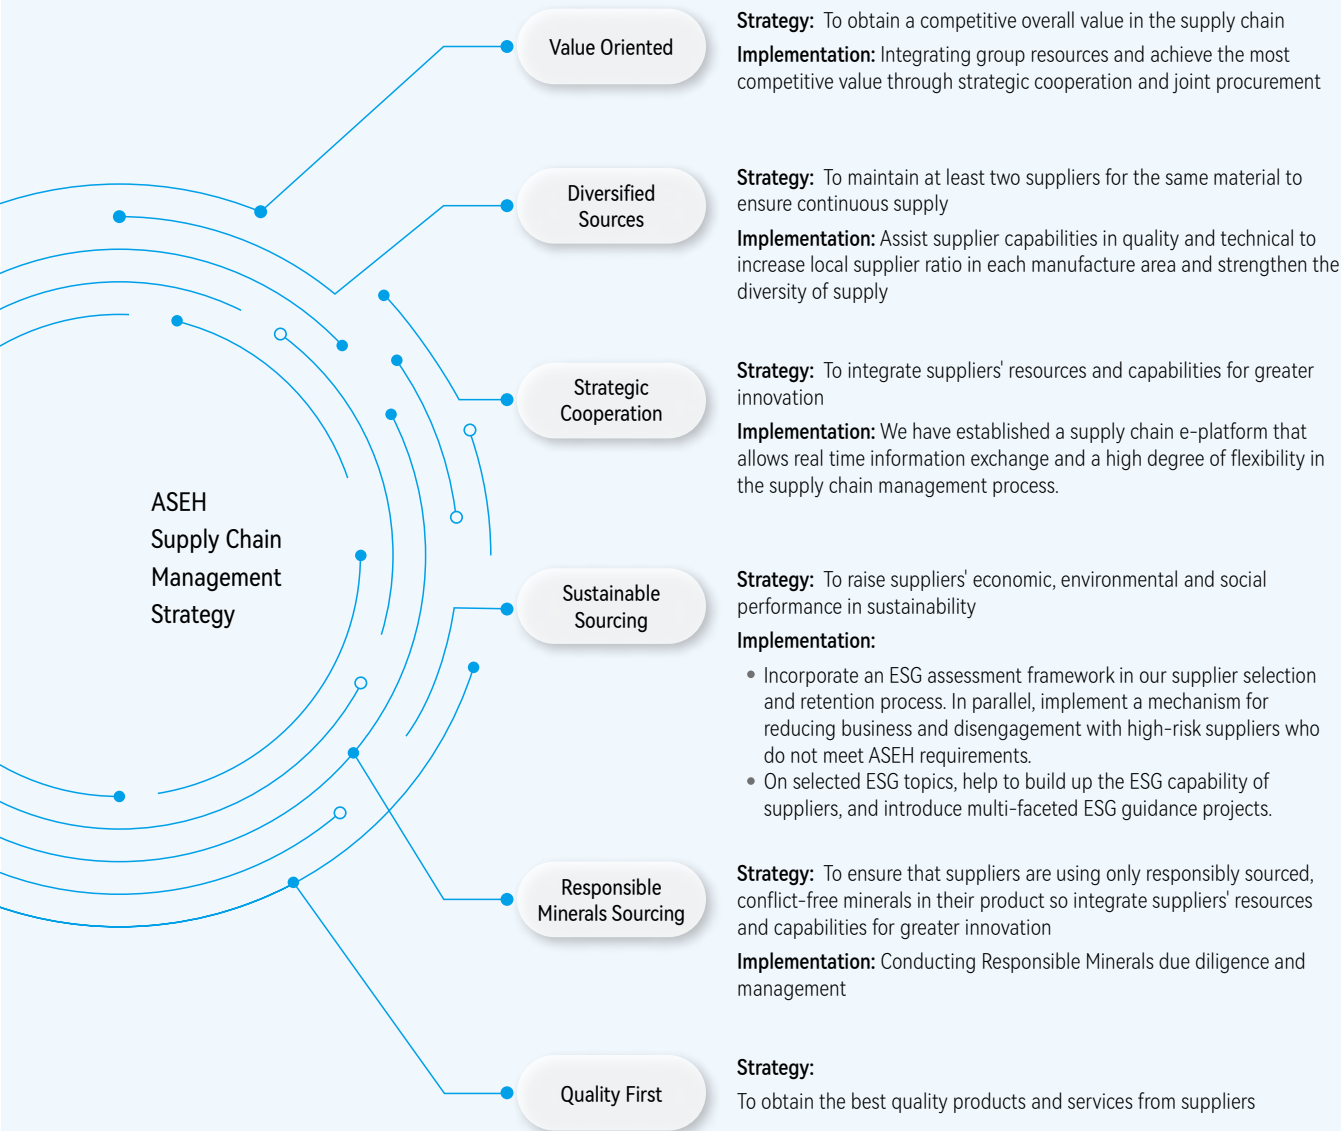 ASEH
Supply Chain
Management
Strategy
Value Oriented
Strategy: To obtain a competitive overall value in the supply chain
Implementation: Integrating group resources and achieve the most
competitive value through strategic cooperation and joint procurement
Diversified
Sources
Strategy: To maintain at least two suppliers for the same material to
ensure continuous supply
Implementation: Assist supplier capabilities in quality and technical to
increase local supplier ratio in each manufacture area and strengthen the
diversity of supply
Strategic
Cooperation
Strategy: To integrate suppliers' resources and capabilities for greater
innovation
Implementation: We have established a supply chain e-platform that
allows real time information exchange and a high degree of flexibility in
the supply chain management process.
Sustainable
Sourcing
Strategy: To raise suppliers' economic, environmental and social
performance in sustainability
Implementation:
• Incorporate an ESG assessment framework in our supplier selection
and retention process. In parallel, implement a mechanism for
reducing business and disengagement with high-risk suppliers who
do not meet ASEH requirements.
• On selected ESG topics, help to build up the ESG capability of
suppliers, and introduce multi-faceted ESG guidance projects.
Responsible
Minerals Sourcing
Strategy: To ensure that suppliers are using only responsibly sourced,
conflict-free minerals in their product so integrate suppliers' resources
and capabilities for greater innovation
Implementation: Conducting Responsible Minerals due diligence and
management
Quality First
Strategy:
To obtain the best quality products and services from suppliers